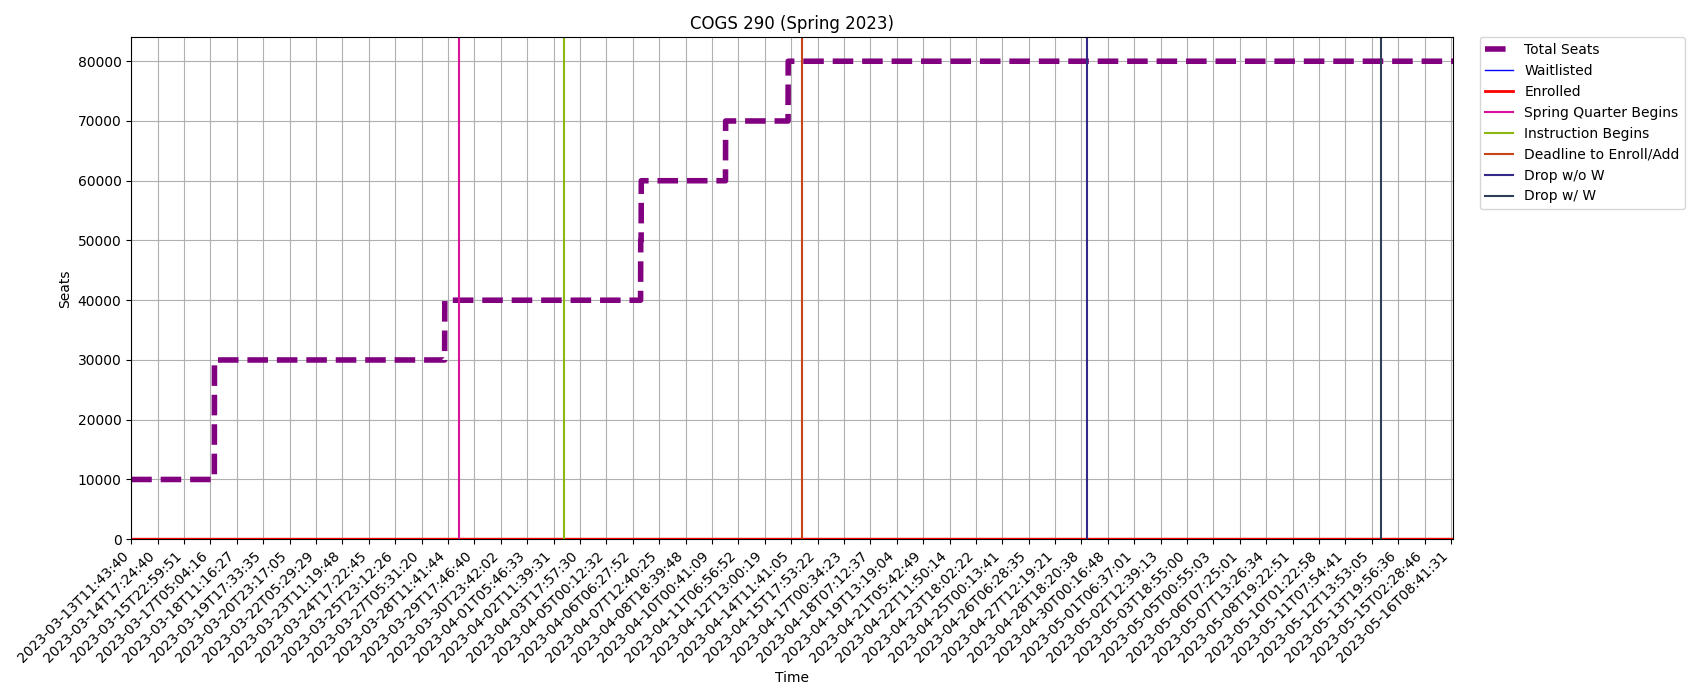 COGS 290 (Spring 2023)
Total Seats
Waitlisted
Enrolled
Spring Quarter Begins
Instruction Begins
Deadline to Enroll/Add
Drop w/o W
Drop w/ W
Seats
80000
70000
60000
50000
40000
30000
20000
10000
0
2023-03-13T11:43:40
2023-03-14T17:24:40
2023-03-15T22:59:51
2023-03-17T05:04:16
2023-03-18T11:16:27
2023-03-19T17:33:35
2023-03-20T23:17:05
2023-03-22T05:29:29
2023-03-23T11:19:48
2023-03-24T17:22:45
2023-03-25T23:12:26
2023-03-27T05:31:20
2023-03-28T11:41:44
2023-03-29T17:46:40
2023-03-30T23:42:02
2023-04-01T05:46:33
2023-04-02T11:39:31
2023-04-03T17:57:30
2023-04-05T00:12:32
2023-04-06T06:27:52
2023-04-07T12:40:25
2023-04-08T18:39:48
2023-04-10T00:41:09
2023-04-11T06:56:52
2023-04-12T13:00:19
2023-04-14T11:41:05
2023-04-15T17:53:22
2023-04-17T00:34:23
2023-04-18T07:12:37
2023-04-19T13:19:04
2023-04-21T05:42:49
2023-04-22T11:50:14
2023-04-23T18:02:22
2023-04-25T00:13:41
2023-04-26T06:28:35
2023-04-27T12:19:21
2023-04-28T18:20:38
2023-04-30T00:16:48
2023-05-01T06:37:01
2023-05-02T12:39:13
2023-05-03T18:55:00
2023-05-05T00:55:03
2023-05-06T07:25:01
2023-05-07T13:26:34
2023-05-08T19:22:51
2023-05-10T01:22:58
2023-05-11T07:54:41
2023-05-12T13:53:05
2023-05-13T19:56:36
2023-05-15T02:28:46
2023-05-16T08:41:31
Time